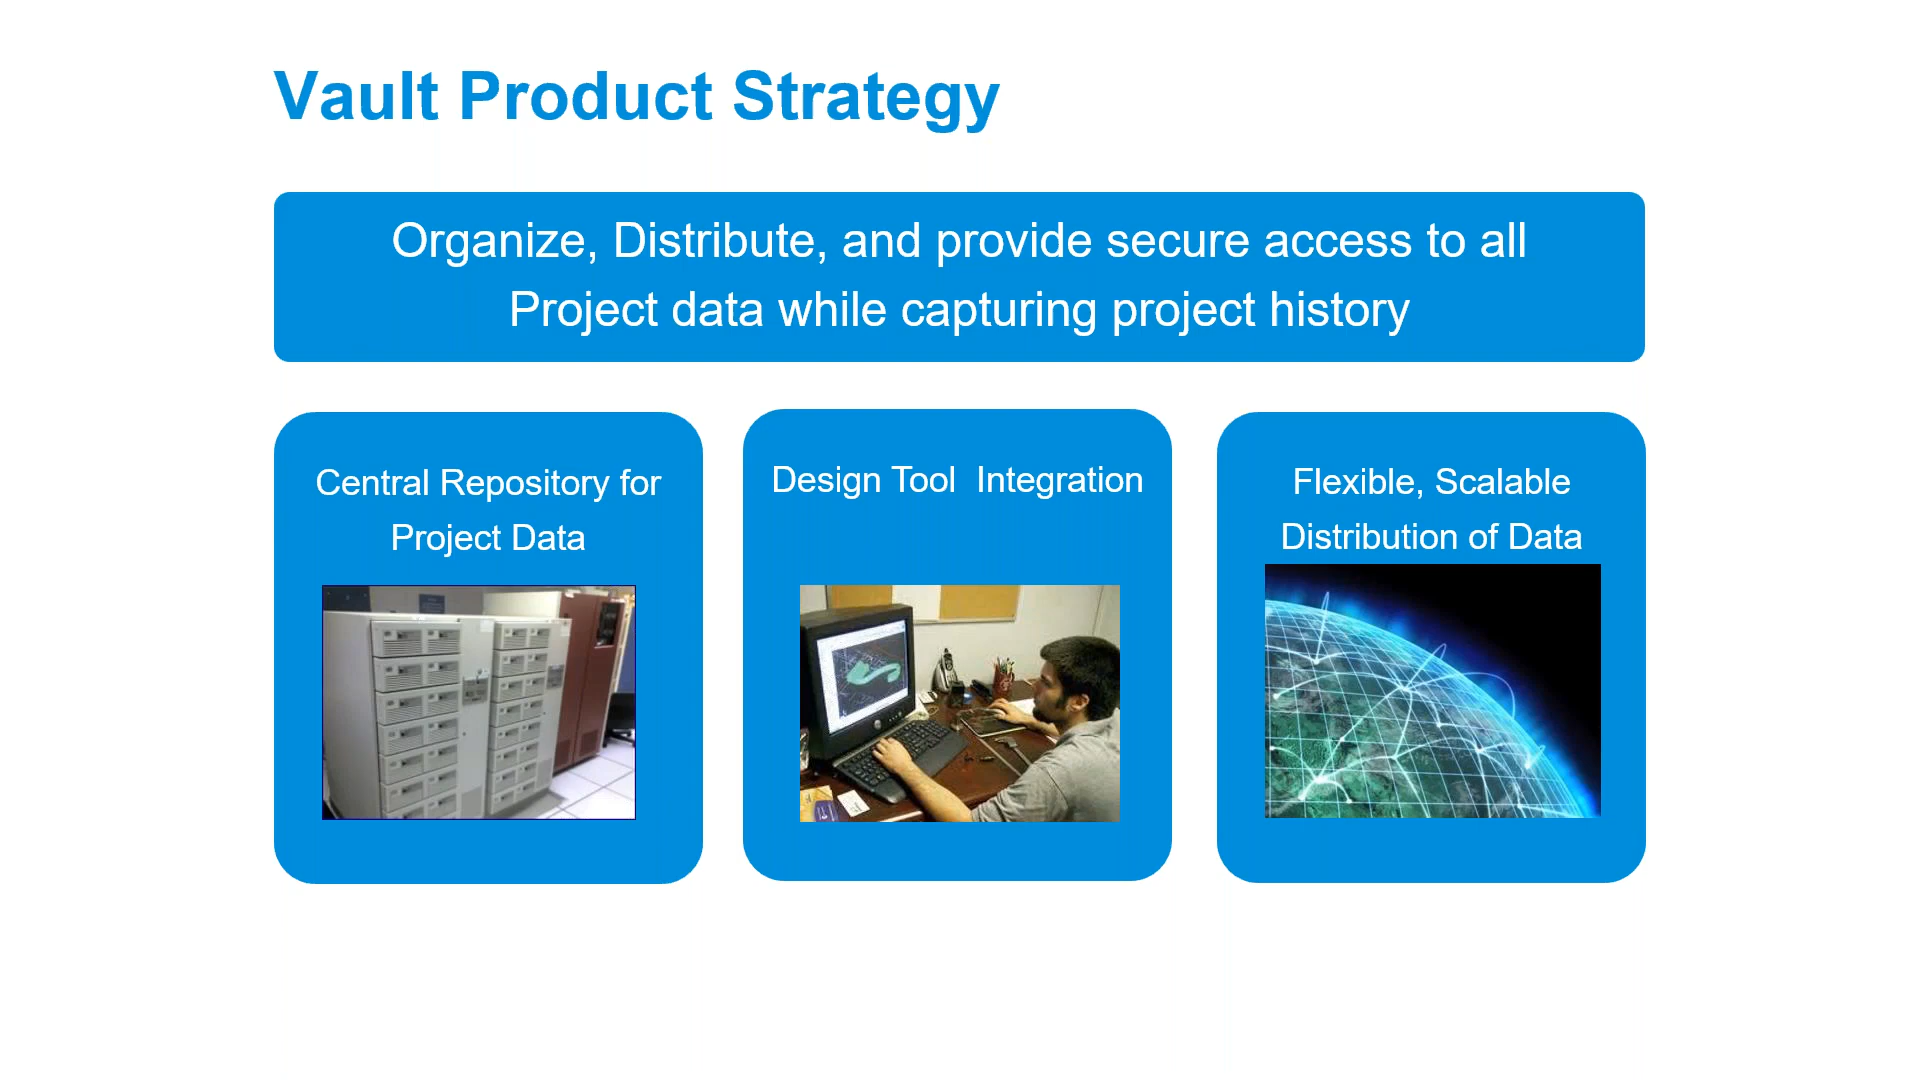 Vault Product Strategy
Organize, Distribute, and provide secure access to all
Project data while capturing project history
Central Repository for
Project Data
Design Tool  Integration
Flexible, Scalable
Distribution of Data